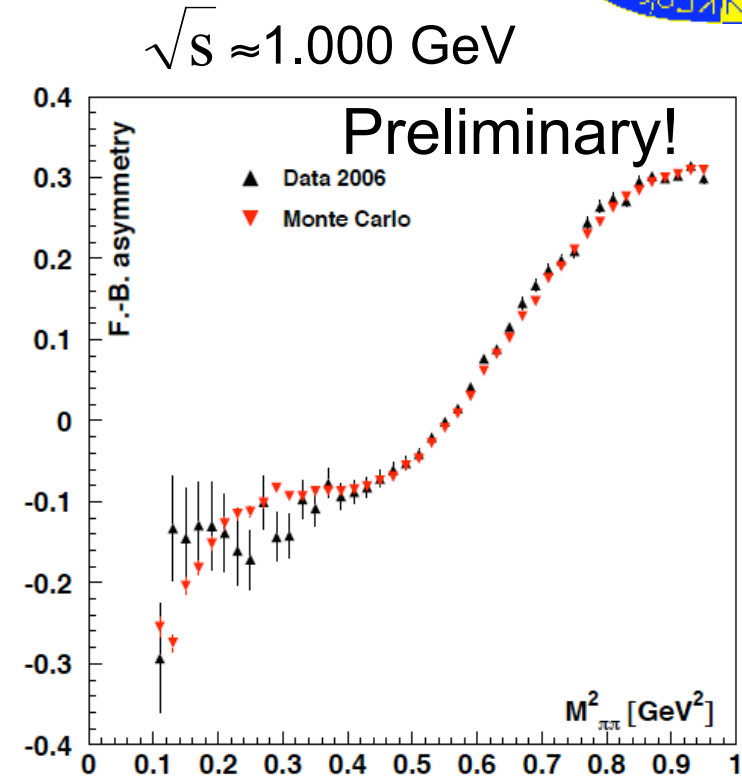 √s ≈1.000 GeV
Preliminary!
Data 2006
Monte Carlo
F.-B. asymmetry
0.4
0.3
0.2
0.1
0
-0.1
-0.2
-0.3
-0.4
M²ππ [GeV²]
0 0.1 0.2 0.3 0.4 0.5 0.6 0.7 0.8 0.9 1